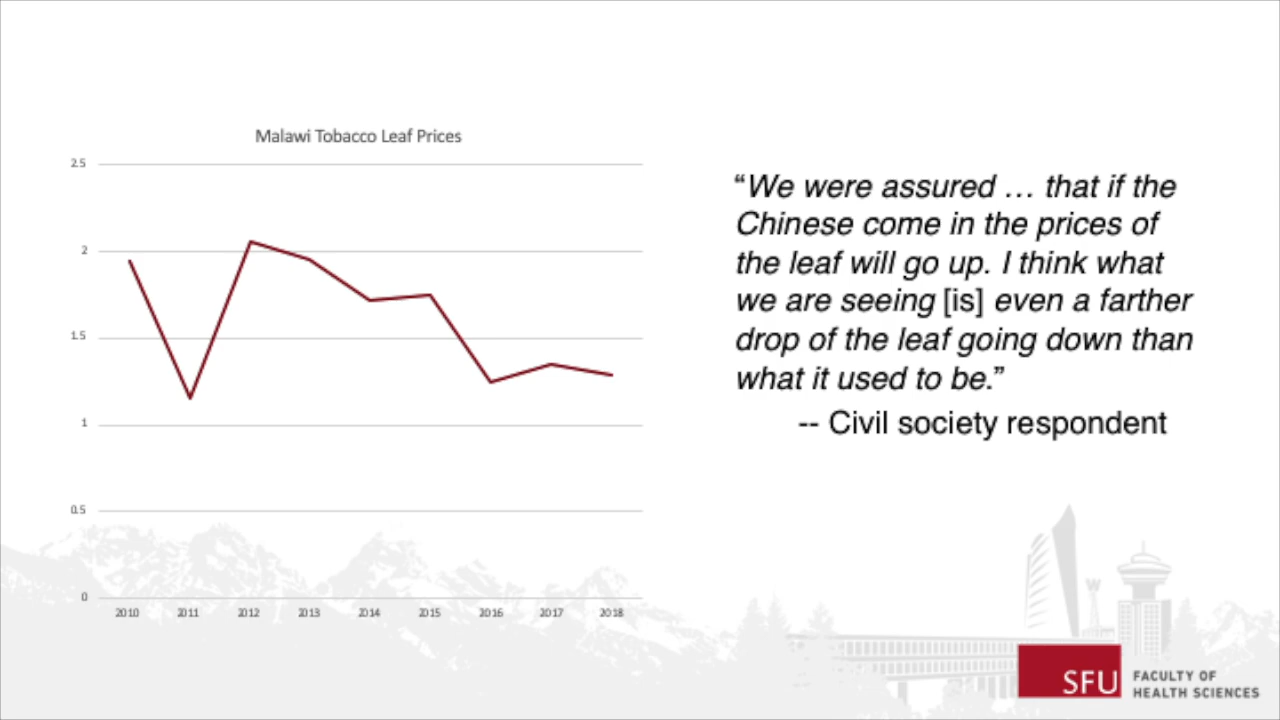 Malawi Tobacco Leaf Prices
2.5
2
1.5
1
0.5
0
2010 2011 2012 2013 2014 2015 2016 2017 2018
“We were assured … that if the
Chinese come in the prices of
the leaf will go up. I think what
we are seeing [is] even a farther
drop of the leaf going down than
what it used to be.”
-- Civil society respondent
SFU
FACULTY OF
HEALTH SCIENCES